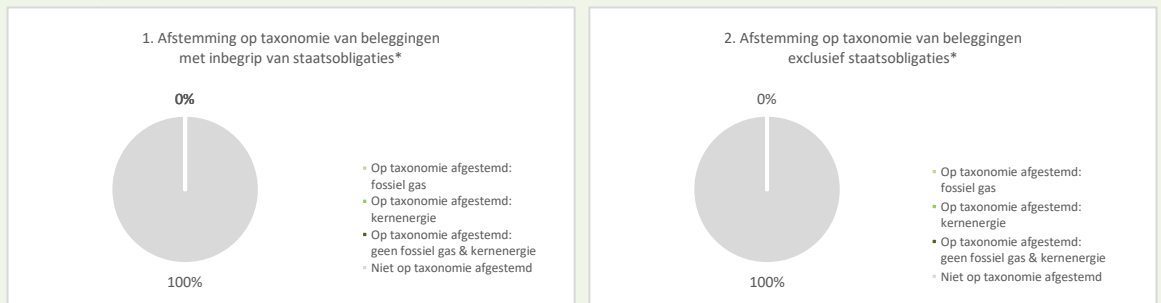 1. Afstemming op taxonomie van beleggingen
met inbegrip van staatsobligaties*
0%
Op taxonomie afgestemd:
fossiel gas
Op taxonomie afgestemd:
kernenergie
Op taxonomie afgestemd:
geen fossiel gas & kernenergie
Niet op taxonomie afgestemd
100%
2. Afstemming op taxonomie van beleggingen
exclusief staatsobligaties*
0%
Op taxonomie afgestemd:
fossiel gas
Op taxonomie afgestemd:
kernenergie
Op taxonomie afgestemd:
geen fossiel gas & kernenergie
Niet op taxonomie afgestemd
100%